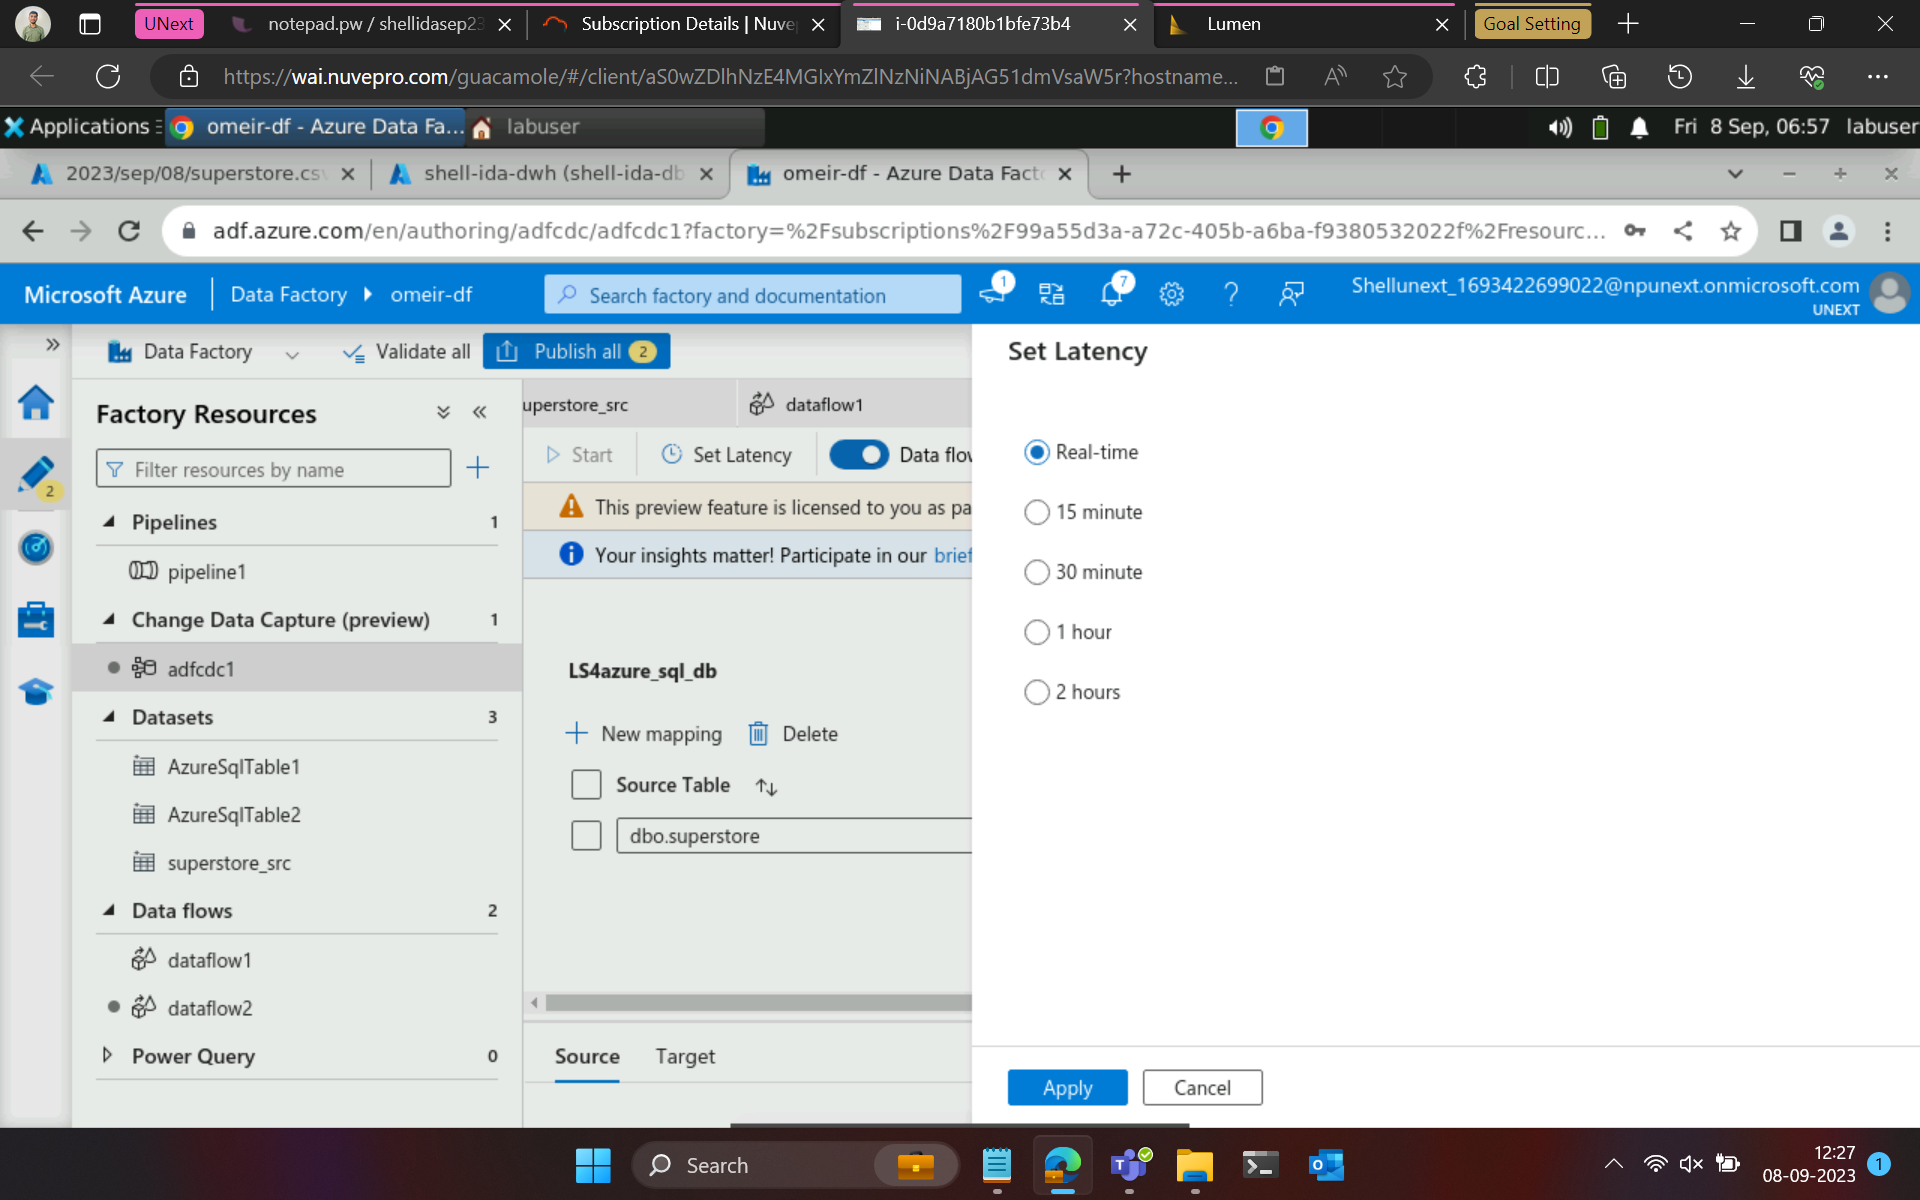 UNext
notepad.pw / shellidasep23
Subscription Details | Nuve
i-0d9a7180b1bfe73b4
Lumen
Goal Setting
https://wai.nuvepro.com/guacamole/#/client/aS0wZDlhNzE4MGIxYmZlNzNiNABjAG51dmVsaW5r?hostname...
Applications
omeir-df - Azure Data Fa...
labuser
Fri 8 Sep, 06:57 labuser
2023/sep/08/superstore.csv
shell-ida-dwh (shell-ida-db
omeir-df - Azure Data Facto
adf.azure.com/en/authoring/adfcdc/adfcdc1?factory=%2Fsubscriptions%2F99a55d3a-a72c-405b-a6ba-f9380532022f%2Fresourc...
Microsoft Azure
Data Factory
omeir-df
Search factory and documentation
1
7
Shellunext_1693422699022@npunext.onmicrosoft.com
UNEXT
Data Factory
Validate all
Publish all 2
2
Factory Resources
Filter resources by name
Pipelines 1
pipeline1
Change Data Capture (preview) 1
adfcdc1
Datasets 3
AzureSqlTable1
AzureSqlTable2
superstore_src
Data flows 2
dataflow1
dataflow2
Power Query 0
uperstore_src
dataflow1
Start
Set Latency
Data flow
This preview feature is licensed to you as pa
Your insights matter! Participate in our brief
LS4azure_sql_db
New mapping
Delete
Source Table
dbo.superstore
Source
Target
Set Latency
Real-time
15 minute
30 minute
1 hour
2 hours
Apply
Cancel
Search
12:27
08-09-2023
1